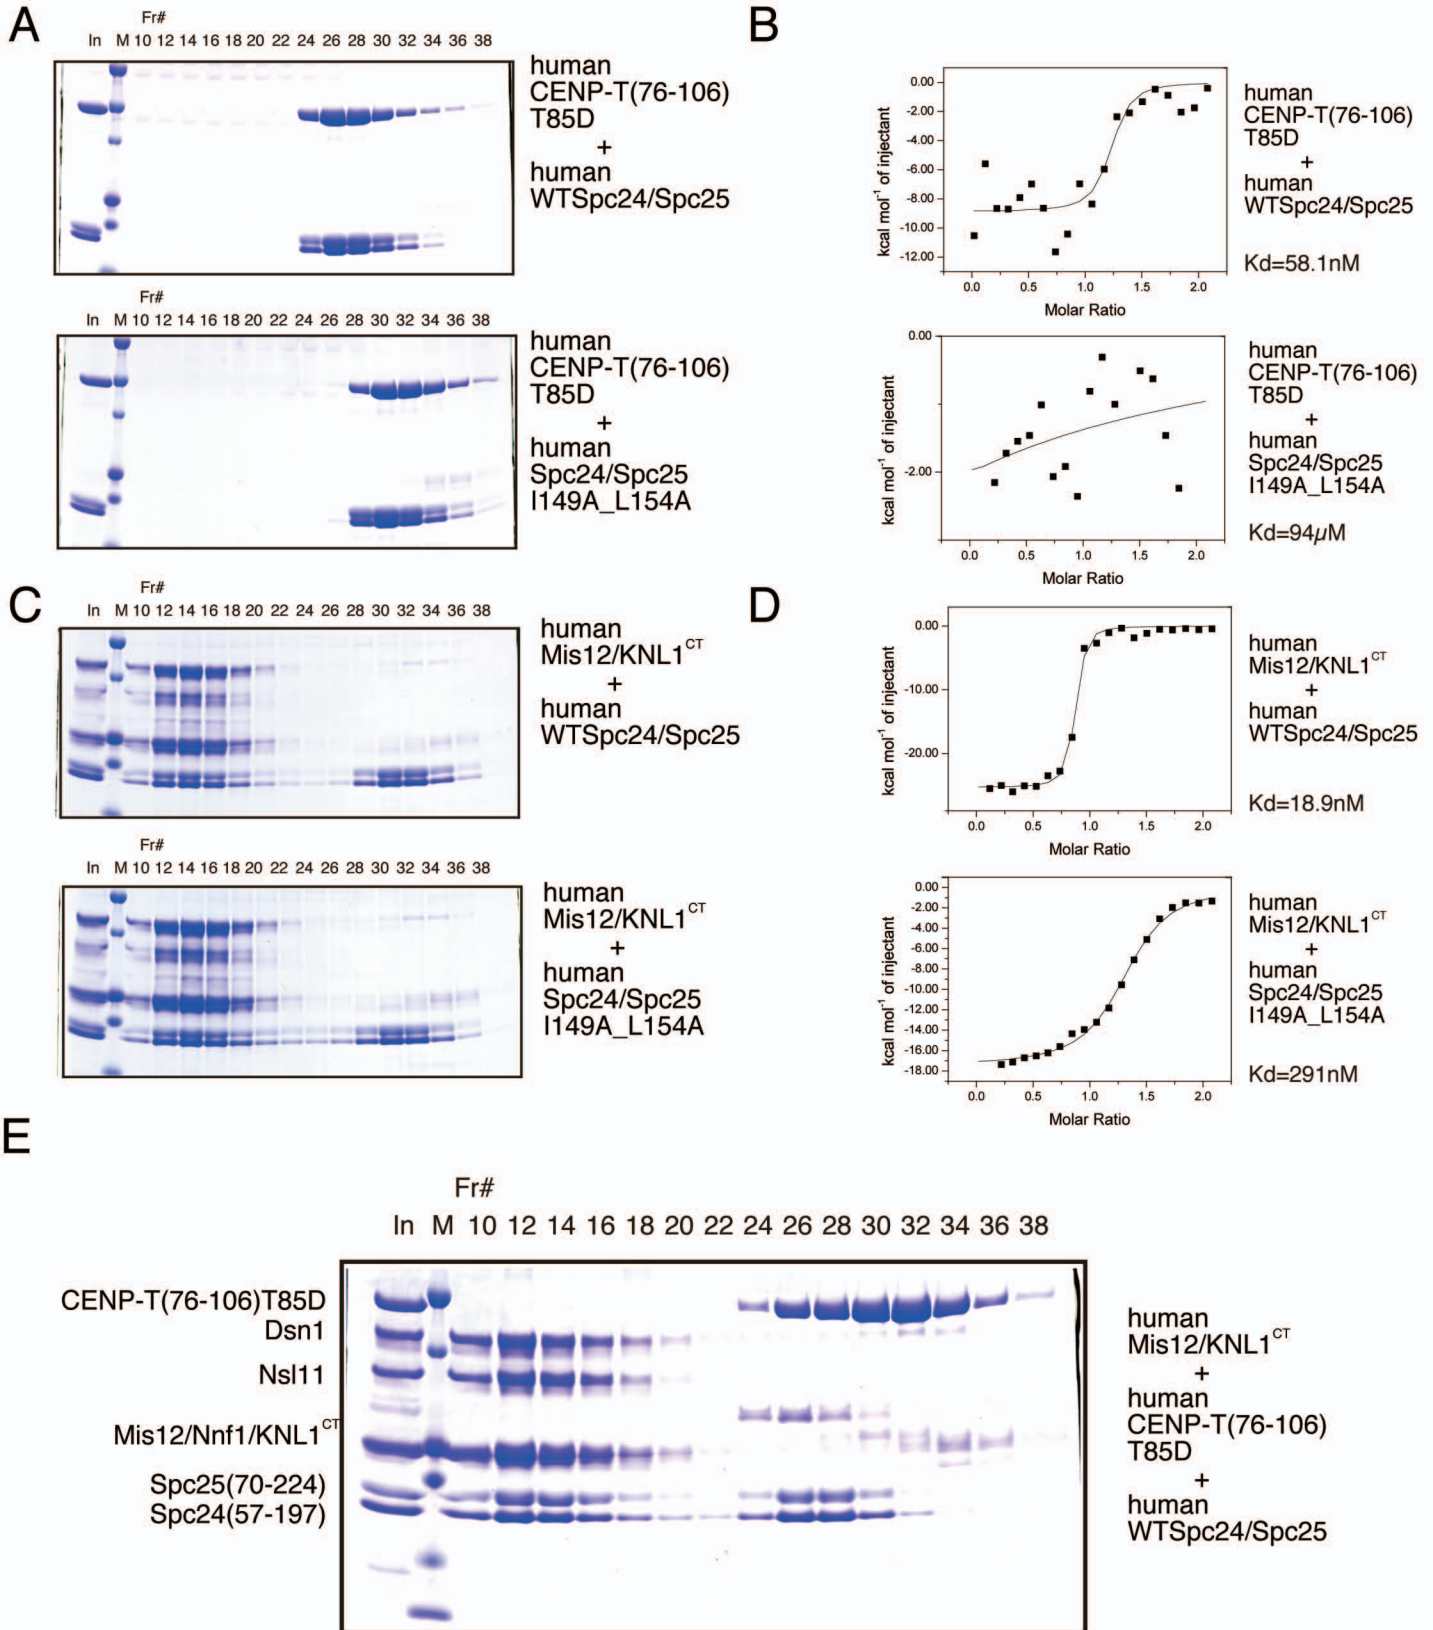 A
Fr#
In M 10 12 14 16 18 20 22 24 26 28 30 32 34 36 38
human
CENP-T(76-106)
T85D
+
human
WTSpc24/Spc25
Fr#
In M 10 12 14 16 18 20 22 24 26 28 30 32 34 36 38
human
CENP-T(76-106)
T85D
+
human
Spc24/Spc25
I149A_L154A
B
0.00
-2.00
-4.00
-6.00
-8.00
-10.00
-12.00
kcal mol⁻¹ of injectant
0.0 0.5 1.0 1.5 2.0
Molar Ratio
human
CENP-T(76-106)
T85D
+
human
WTSpc24/Spc25
Kd=58.1nM
0.00
-2.00
kcal mol⁻¹ of injectant
0.0 0.5 1.0 1.5 2.0
Molar Ratio
human
CENP-T(76-106)
T85D
+
human
Spc24/Spc25
I149A_L154A
Kd=94µM
C
Fr#
In M 10 12 14 16 18 20 22 24 26 28 30 32 34 36 38
human
Mis12/KNL1^CT
+
human
WTSpc24/Spc25
Fr#
In M 10 12 14 16 18 20 22 24 26 28 30 32 34 36 38
human
Mis12/KNL1^CT
+
human
Spc24/Spc25
I149A_L154A
D
0.00
-10.00
-20.00
kcal mol⁻¹ of injectant
0.0 0.5 1.0 1.5 2.0
Molar Ratio
human
Mis12/KNL1^CT
+
human
WTSpc24/Spc25
Kd=18.9nM
0.00
-2.00
-4.00
-6.00
-8.00
-10.00
-12.00
-14.00
-16.00
-18.00
kcal mol⁻¹ of injectant
0.0 0.5 1.0 1.5 2.0
Molar Ratio
human
Mis12/KNL1^CT
+
human
Spc24/Spc25
I149A_L154A
Kd=291nM
E
Fr#
In M 10 12 14 16 18 20 22 24 26 28 30 32 34 36 38
CENP-T(76-106)T85D
Dsn1
Nsl11
Mis12/Nnf1/KNL1^CT
Spc25(70-224)
Spc24(57-197)
human
Mis12/KNL1^CT
+
human
CENP-T(76-106)
T85D
+
human
WTSpc24/Spc25